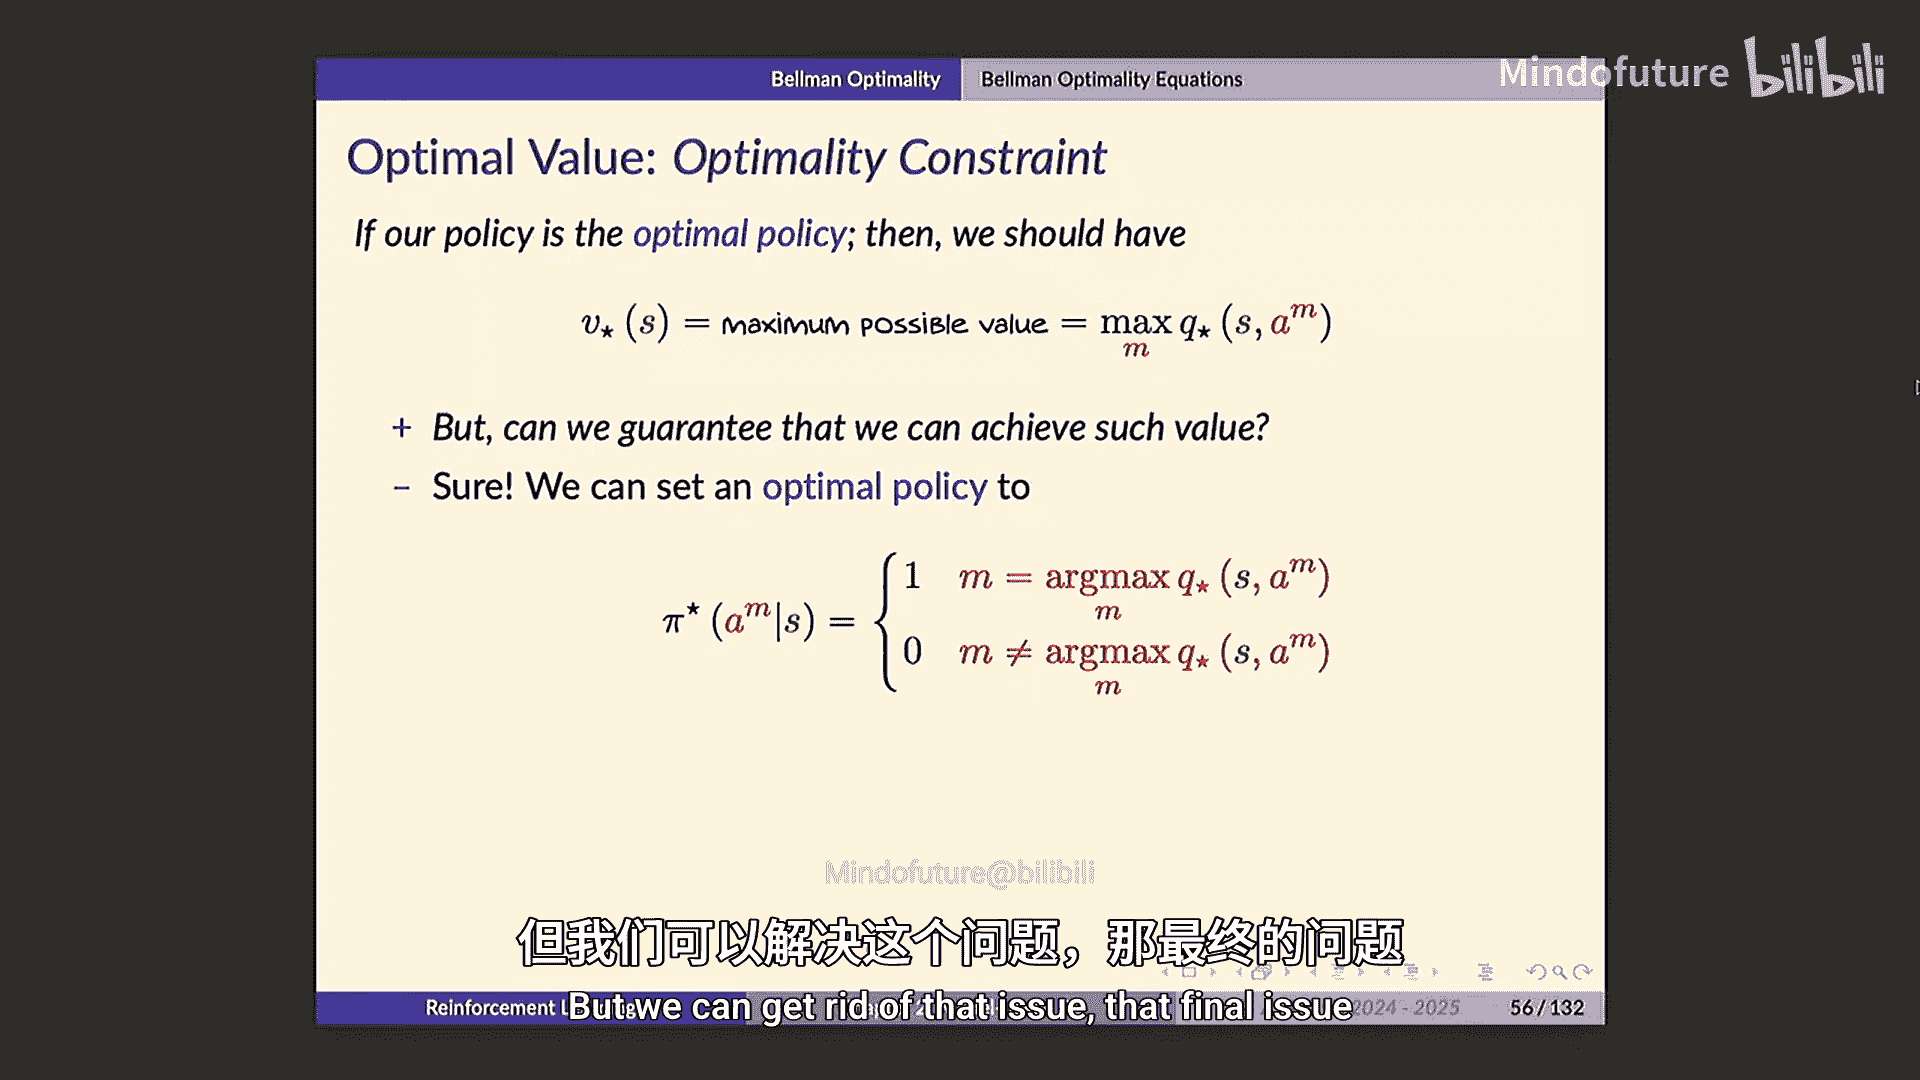 Bellman Optimality Bellman Optimality Equations
Mindofuture bilibili
Optimal Value: Optimality Constraint
If our policy is the optimal policy; then, we should have
v⋆ (s) = maximum possible value = max_m q⋆ (s, a^m)
+ But, can we guarantee that we can achieve such value?
– Sure! We can set an optimal policy to
π^⋆ (a^m|s) = { 1 m = argmax_m q⋆ (s, a^m)
0 m ≠ argmax_m q⋆ (s, a^m)
Mindofuture@bilibili
但我们可以解决这个问题，那最终的问题
But we can get rid of that issue, that final issue
Reinforcement 2024 - 2025 56 / 132